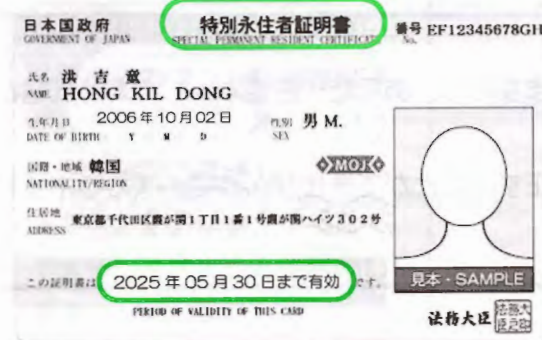 日本国政府
GOVERNMENT OF JAPAN
特別永住者証明書
SPECIAL PERMANENT RESIDENT CERTIFICATE
番号 EF12345678GH
No.
氏名 洪 吉 童
NAME HONG KIL DONG
生年月日 2006年10月02日
DATE OF BIRTH Y M D
性別 男 M.
SEX
国籍・地域 韓国
NATIONALITY/REGION
MOJ
住居地 東京都千代田区霞が関1丁目1番1号霞が関ハイツ302号
ADDRESS
この証明書は 2025年05月30日まで有効 です。
PERIOD OF VALIDITY OF THIS CARD
見本・SAMPLE
法務大臣